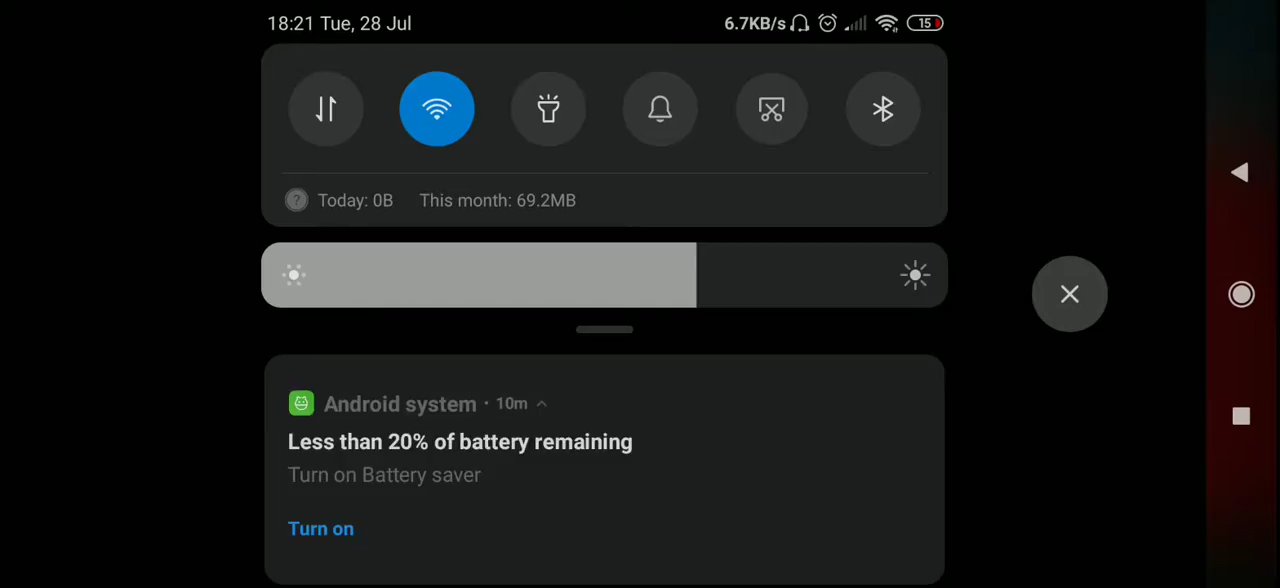 18:21 Tue, 28 Jul 6.7KB/s 15
Today: 0B This month: 69.2MB
Android system · 10m
Less than 20% of battery remaining
Turn on Battery saver
Turn on